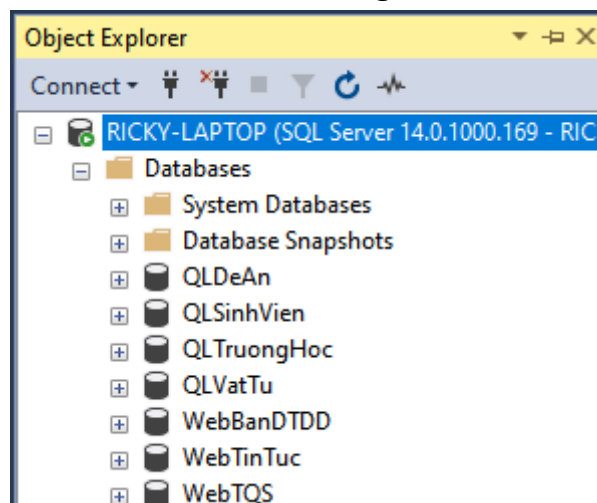 Object Explorer
Connect
RICKY-LAPTOP (SQL Server 14.0.1000.169 - RIC
Databases
System Databases
Database Snapshots
QLDeAn
QLSinhVien
QLTruongHoc
QLVatTu
WebBanDTDD
WebTinTuc
WebTQS